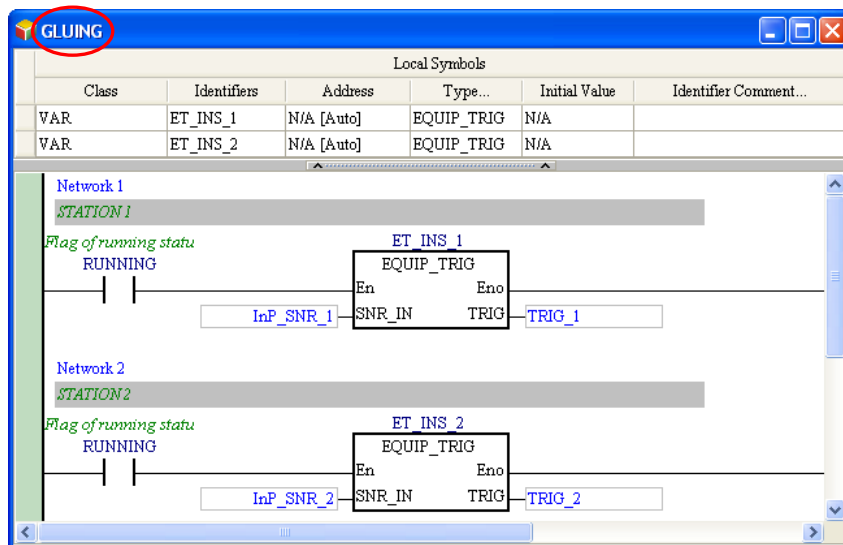 GLUING
Local Symbols
Class Identifiers Address Type... Initial Value Identifier Comment...
VAR ET_INS_1 N/A [Auto] EQUIP_TRIG N/A
VAR ET_INS_2 N/A [Auto] EQUIP_TRIG N/A
Network 1
STATION 1
Flag of running statu ET_INS_1
RUNNING EQUIP_TRIG
En Eno
InP_SNR_1 SNR_IN TRIG TRIG_1
Network 2
STATION 2
Flag of running statu ET_INS_2
RUNNING EQUIP_TRIG
En Eno
InP_SNR_2 SNR_IN TRIG TRIG_2